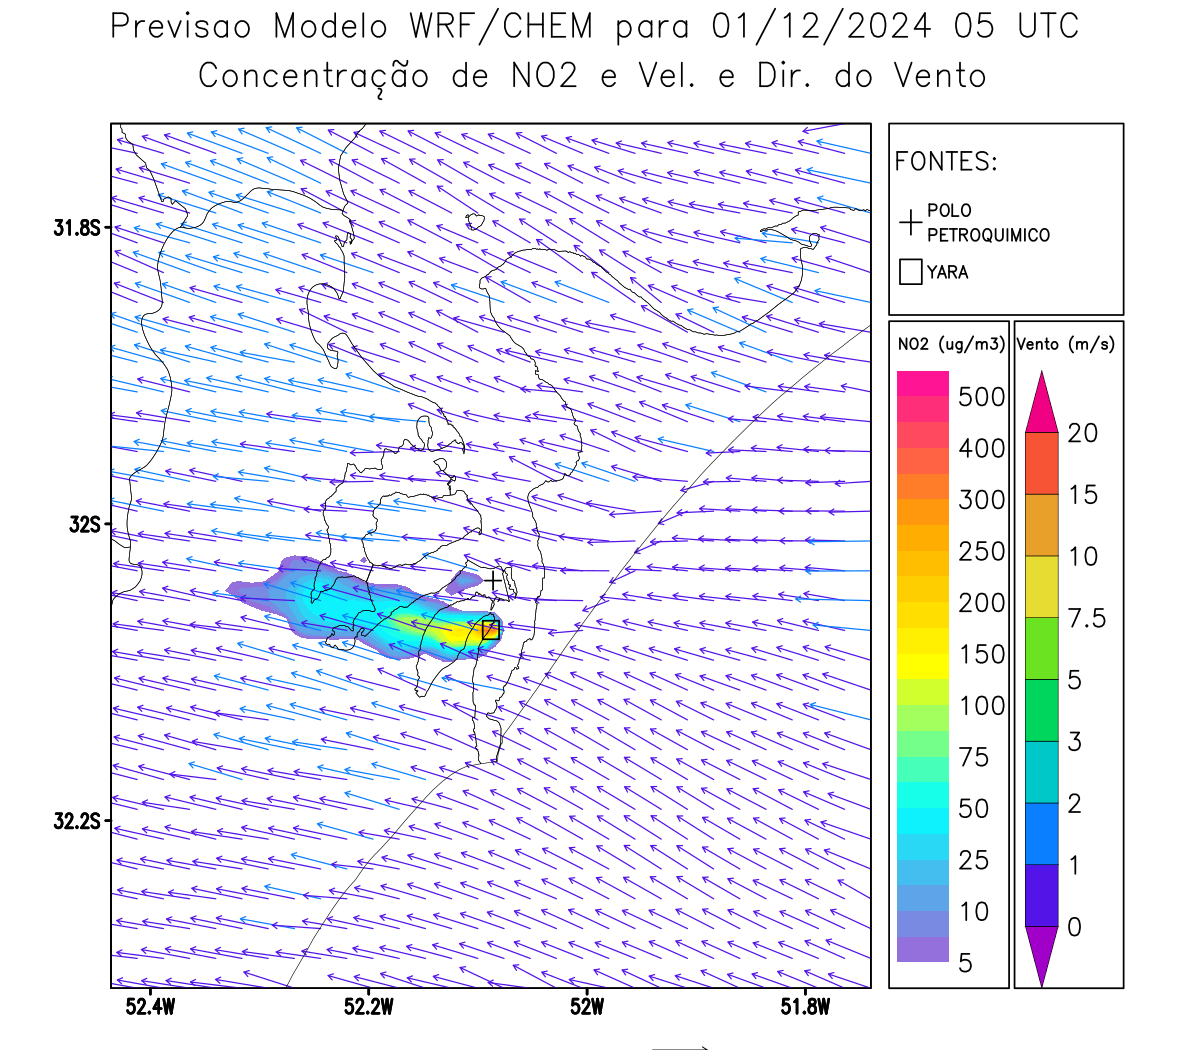 Previsao Modelo WRF/CHEM para 01/12/2024 05 UTC
Concentração de NO2 e Vel. e Dir. do Vento
FONTES:
POLO
PETROQUIMICO
YARA
NO2 (ug/m3)
500
400
300
250
200
150
100
75
50
25
10
5
Vento (m/s)
20
15
10
7.5
5
3
2
1
0
31.8S
32S
32.2S
52.4W
52.2W
52W
51.8W